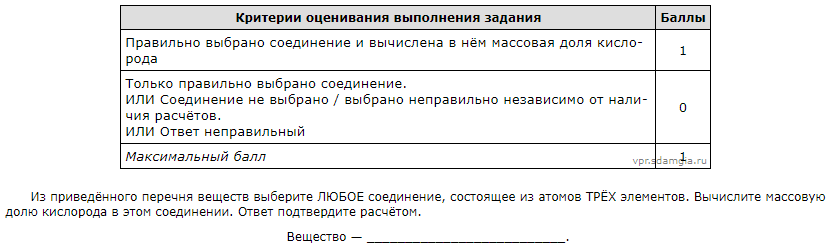 Критерии оценивания выполнения задания Баллы
Правильно выбрано соединение и вычислена в нём массовая доля кисло-
рода
1
Только правильно выбрано соединение.
ИЛИ Соединение не выбрано / выбрано неправильно независимо от нали-
чия расчётов.
ИЛИ Ответ неправильный
0
Максимальный балл 1
vpr.sdamgia.ru
Из приведённого перечня веществ выберите ЛЮБОЕ соединение, состоящее из атомов ТРЁХ элементов. Вычислите массовую
долю кислорода в этом соединении. Ответ подтвердите расчётом.
Вещество — __________________________.